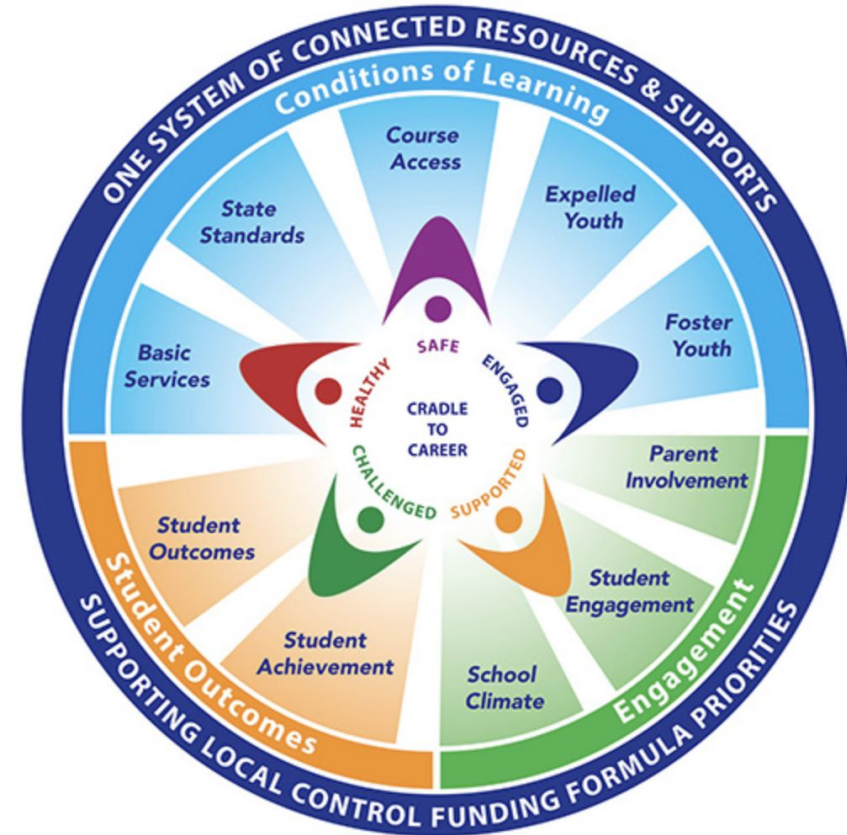 ONE SYSTEM OF CONNECTED RESOURCES & SUPPORTS
Conditions of Learning
Basic
Services
State
Standards
Course
Access
Expelled
Youth
Foster
Youth
Parent
Involvement
Student
Engagement
School
Climate
Engagement
Student
Achievement
Student
Outcomes
Student Outcomes
HEALTHY
SAFE
ENGAGED
SUPPORTED
CHALLENGED
CRADLE
TO
CAREER
SUPPORTING LOCAL CONTROL FUNDING FORMULA PRIORITIES